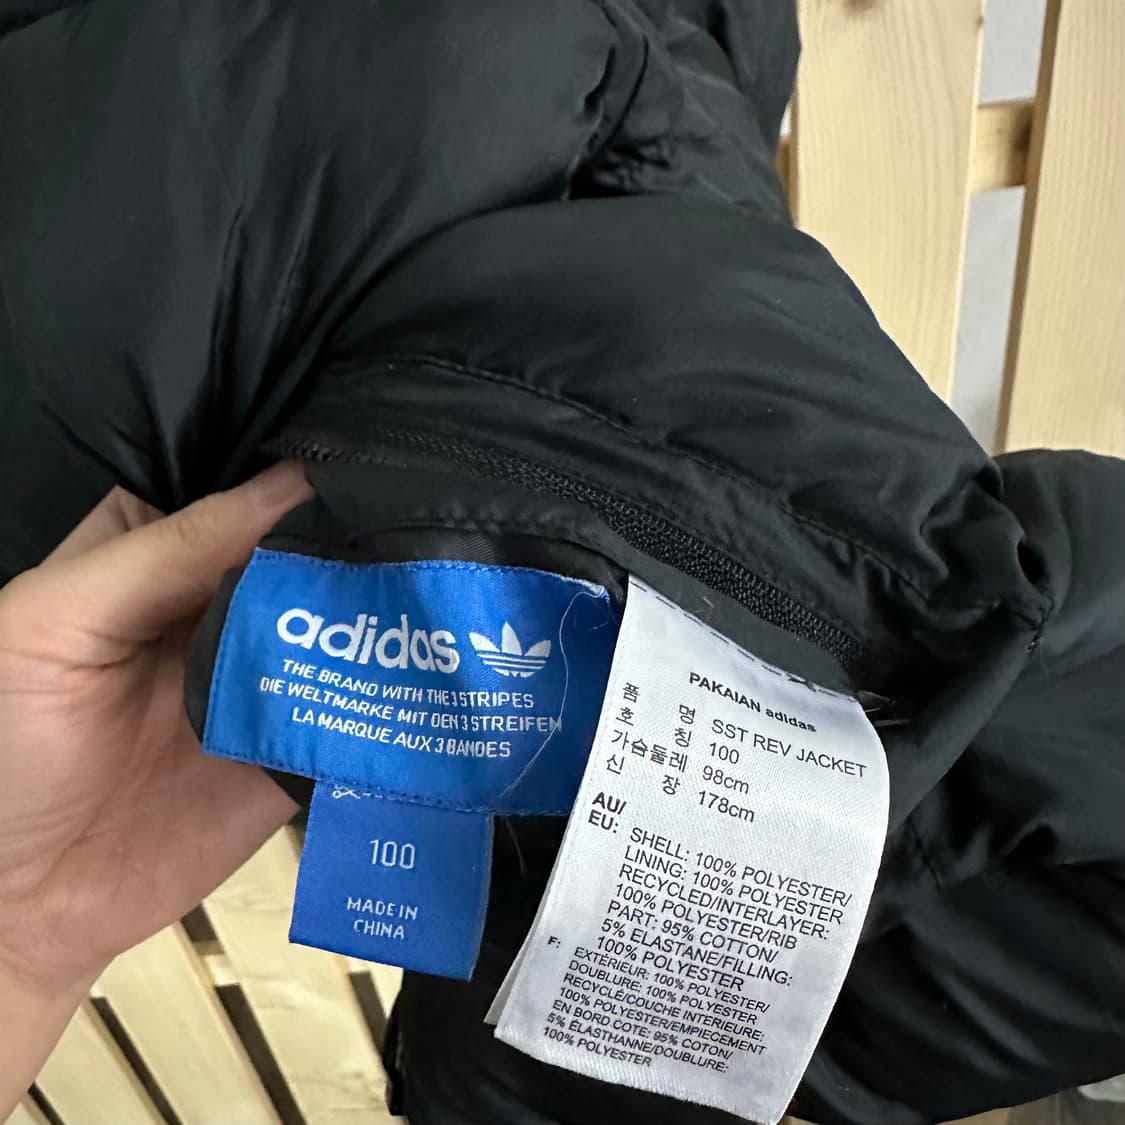 adidas
THE BRAND WITH THE 3 STRIPES
DIE WELTMARKE MIT DEN 3 STREIFEN
LA MARQUE AUX 3 BANDES
100
MADE IN
CHINA
PAKAIAN adidas
품 명 SST REV JACKET
호 칭 100
가슴둘레 98cm
신 장 178cm
AU/
EU:
SHELL: 100% POLYESTER/
LINING: 100% POLYESTER
RECYCLED/INTERLAYER:
100% POLYESTER/RIB
PART: 95% COTTON/
5% ELASTANE/FILLING:
100% POLYESTER
F: EXTÉRIEUR: 100% POLYESTER/
DOUBLURE: 100% POLYESTER
RECYCLÉ/COUCHE INTÉRIEURE:
100% POLYESTER/EMPIECEMENT
EN BORD COTE: 95% COTON/
5% ÉLASTHANNE/DOUBLURE:
100% POLYESTER